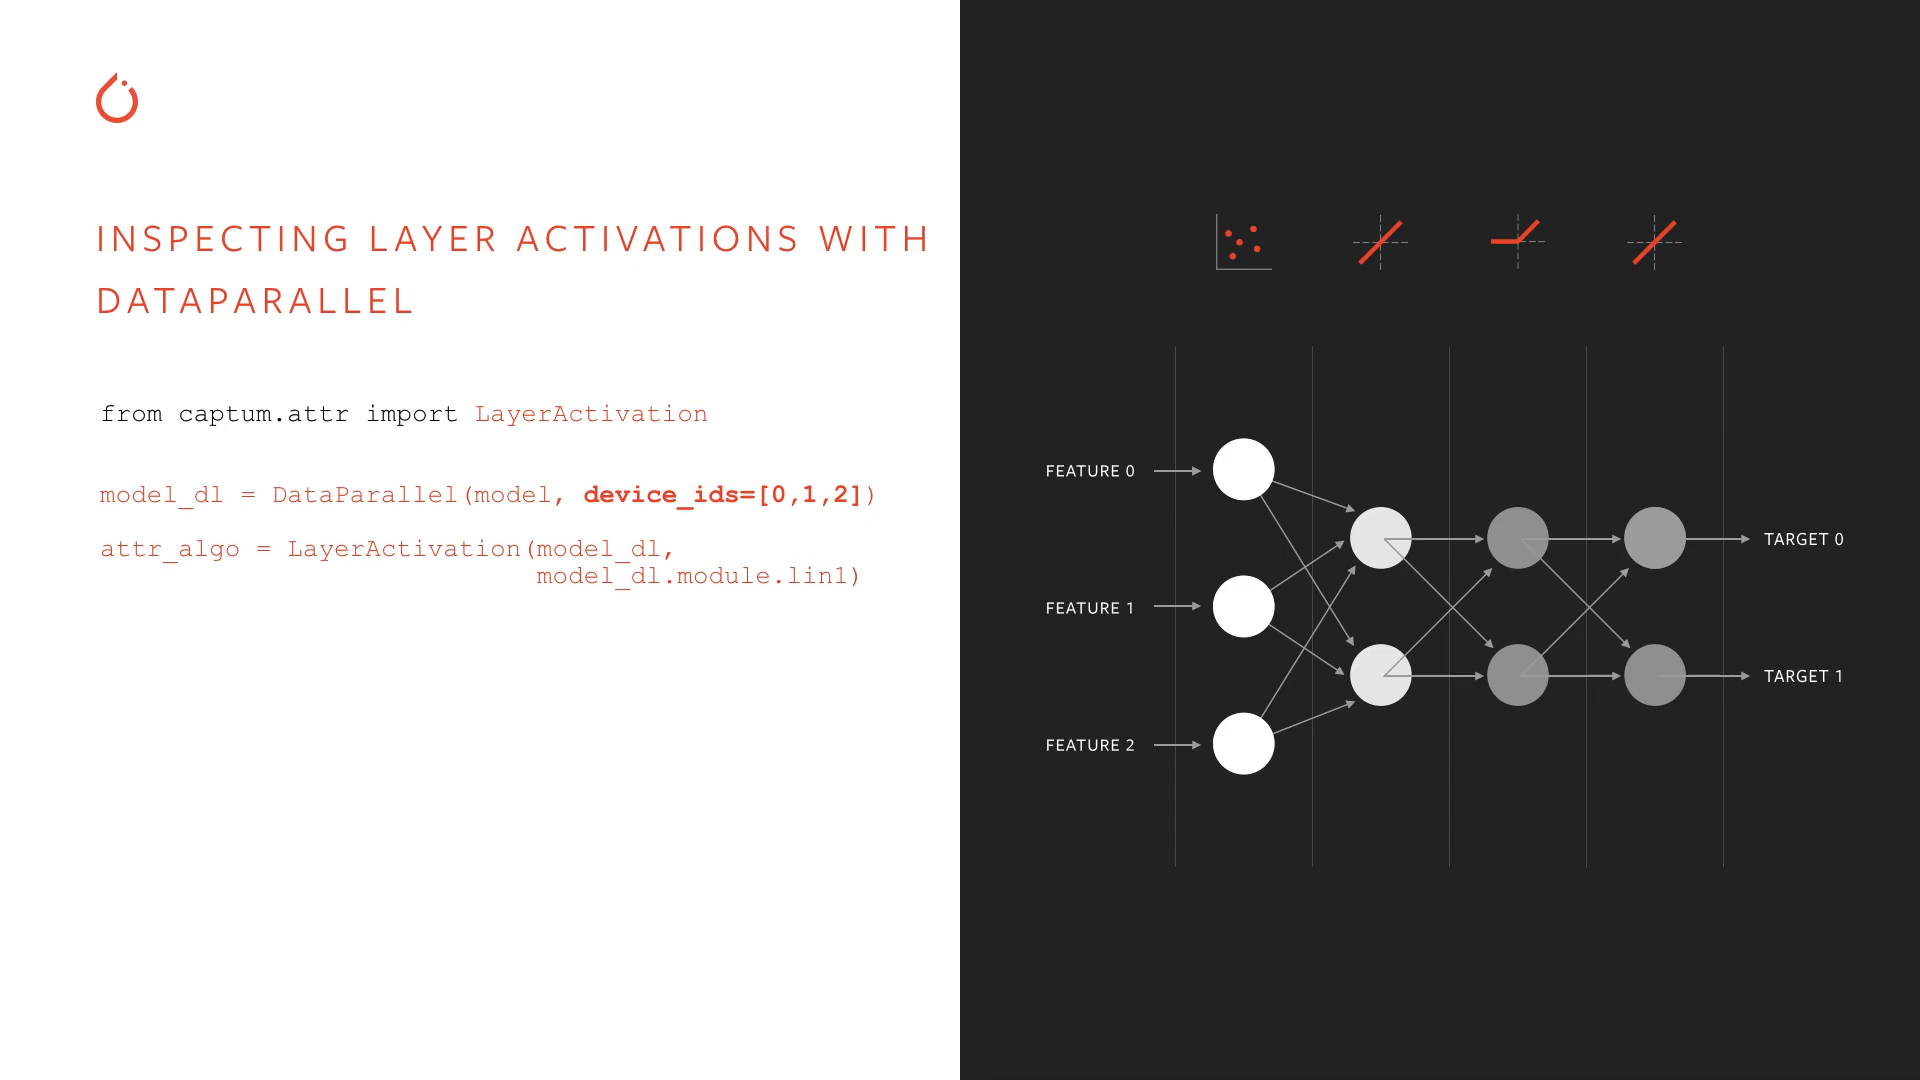 INSPECTING LAYER ACTIVATIONS WITH
DATAPARALLEL
from captum.attr import LayerActivation
model_dl = DataParallel(model, device_ids=[0,1,2])
attr_algo = LayerActivation(model_dl,
model_dl.module.lin1)
FEATURE 0
FEATURE 1
FEATURE 2
TARGET 0
TARGET 1